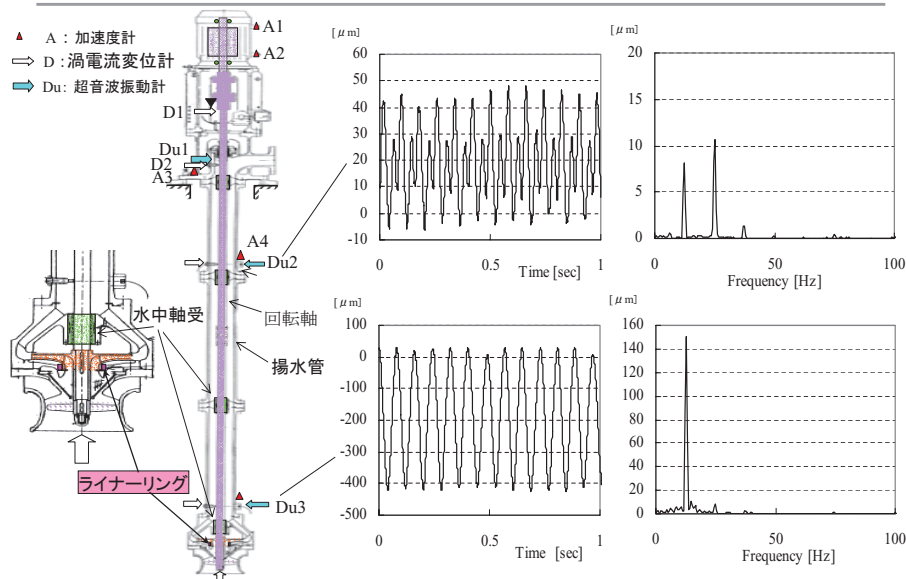 ▲ A : 加速度計
⇨ D : 渦電流変位計
➡ Du: 超音波振動計
A1
A2
D1
Du1
D2
A3
A4
Du2
水中軸受
回転軸
揚水管
ライナーリング
Du3
[μm]
60
50
40
30
20
10
0
-10
0
0.5
1
Time [sec]
[μm]
20
15
10
5
0
0
50
100
Frequency [Hz]
[μm]
100
0
-100
-200
-300
-400
-500
0
0.5
1
Time [sec]
[μm]
160
140
120
100
80
60
40
20
0
0
50
100
Frequency [Hz]